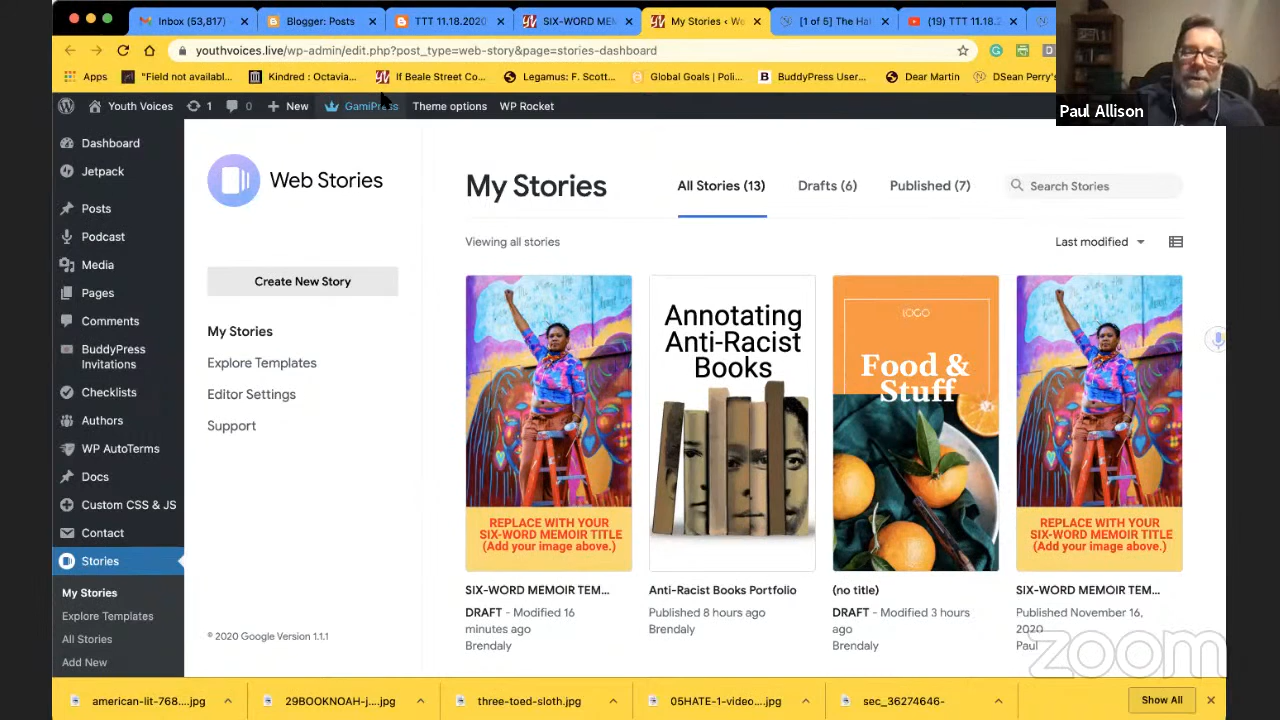 Inbox (53,817)
Blogger: Posts
TTT 11.18.2020
SIX-WORD MEM
My Stories ‹ We
[1 of 5] The Ha
(19) TTT 11.18.2
youthvoices.live/wp-admin/edit.php?post_type=web-story&page=stories-dashboard
Apps
"Field not availabl...
Kindred : Octavia...
If Beale Street Co...
Legamus: F. Scott...
Global Goals | Poli...
BuddyPress User...
Dear Martin
DSean Perry's
Paul Allison
Youth Voices
1
0
New
GamiPress
Theme options
WP Rocket
Dashboard
Jetpack
Posts
Podcast
Media
Pages
Comments
BuddyPress
Invitations
Checklists
Authors
WP AutoTerms
Docs
Custom CSS & JS
Contact
Stories
My Stories
Explore Templates
All Stories
Add New
Web Stories
Create New Story
My Stories
Explore Templates
Editor Settings
Support
© 2020 Google Version 1.1.1
My Stories
All Stories (13)
Drafts (6)
Published (7)
Search Stories
Viewing all stories
Last modified
REPLACE WITH YOUR
SIX-WORD MEMOIR TITLE
(Add your image above.)
SIX-WORD MEMOIR TEM...
DRAFT - Modified 16
minutes ago
Brendaly
Annotating
Anti-Racist
Books
Anti-Racist Books Portfolio
Published 8 hours ago
Brendaly
LOGO
Food &
Stuff
(no title)
DRAFT - Modified 3 hours
ago
Brendaly
REPLACE WITH YOUR
SIX-WORD MEMOIR TITLE
(Add your image above.)
SIX-WORD MEMOIR TEM...
Published November 16,
2020
Paul
zoom
american-lit-768....jpg
29BOOKNOAH-j....jpg
three-toed-sloth.jpg
05HATE-1-video....jpg
sec_36274646-
Show All